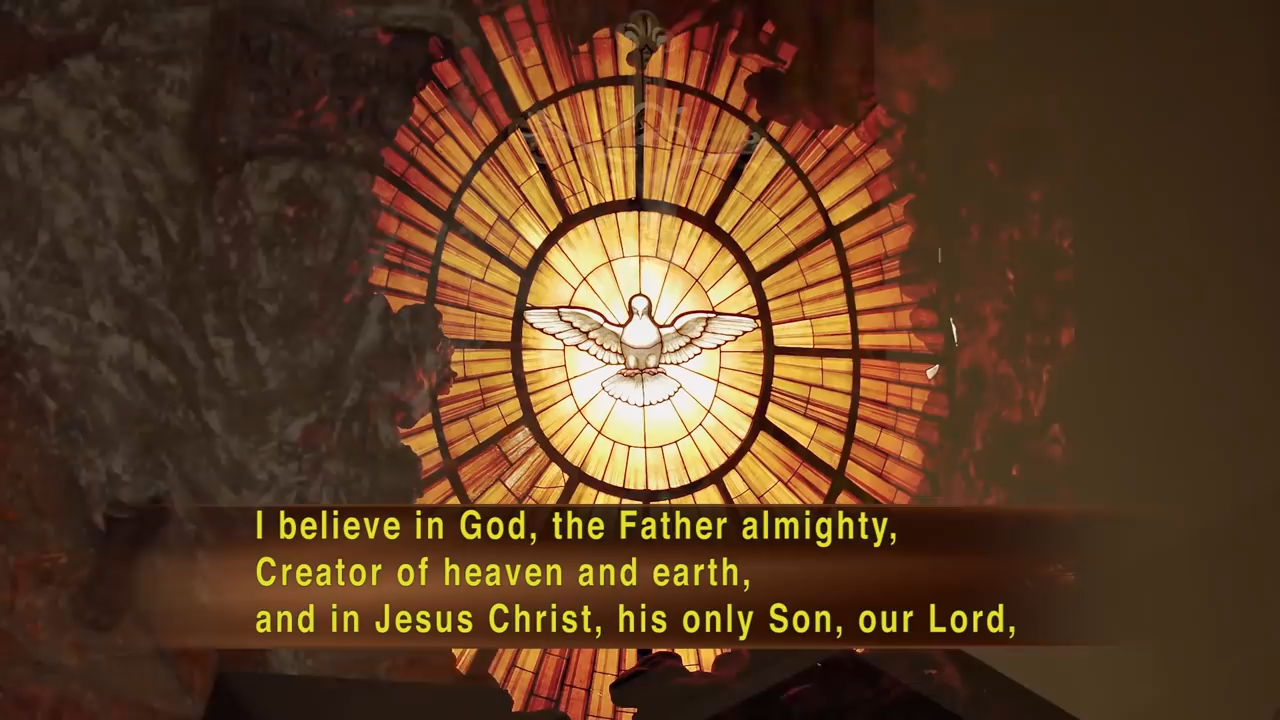 I believe in God, the Father almighty,
Creator of heaven and earth,
and in Jesus Christ, his only Son, our Lord,